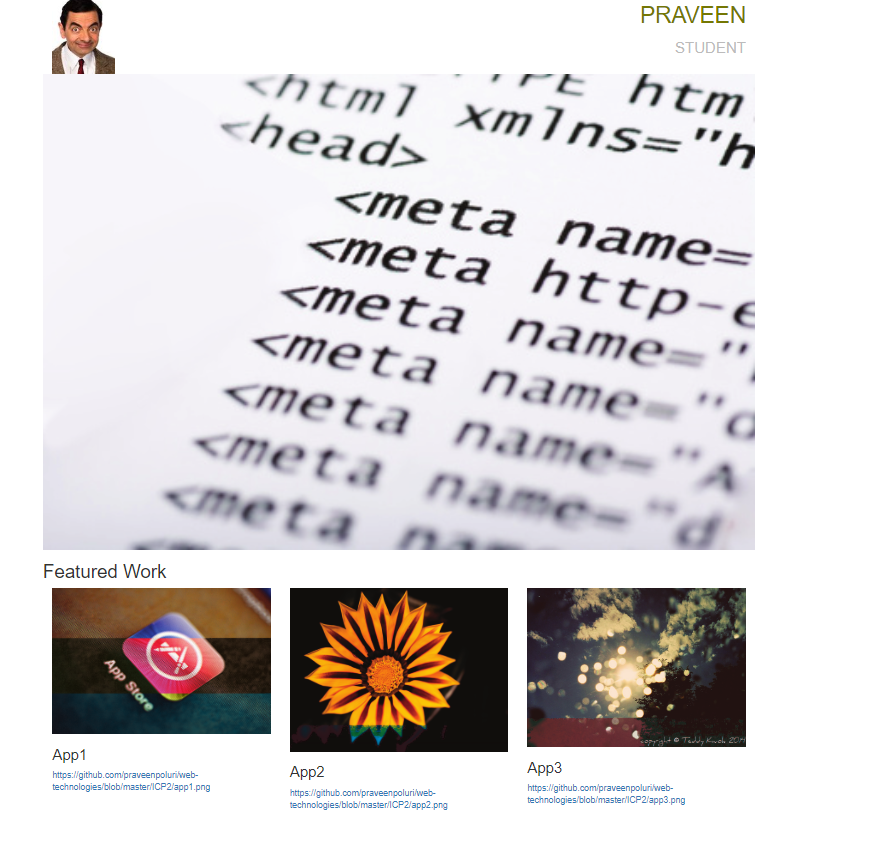 PRAVEEN
STUDENT
<html
TYPE htm
xmlns="h
<head>
<meta name=
<meta http-e
<meta name="
<meta name="d
<meta name="A
<meta name="d
<meta
Featured Work
App Store
copyright © Teddy 2014
App1
https://github.com/praveenpoluri/web-
technologies/blob/master/ICP2/app1.png
App2
https://github.com/praveenpoluri/web-
technologies/blob/master/ICP2/app2.png
App3
https://github.com/praveenpoluri/web-
technologies/blob/master/ICP2/app3.png